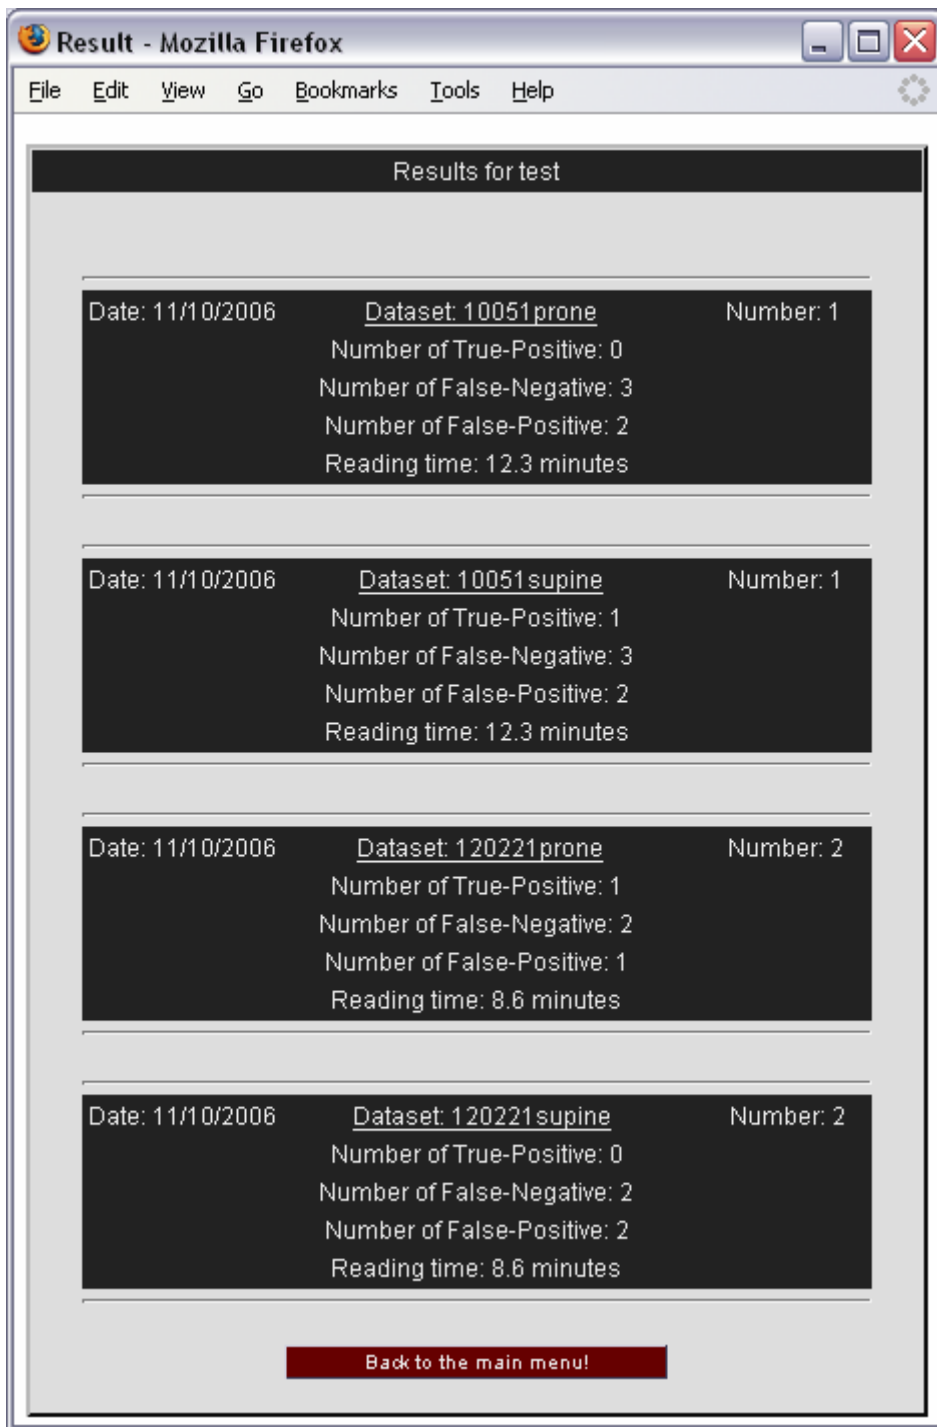 Result - Mozilla Firefox
File Edit View Go Bookmarks Tools Help
Results for test
Date: 11/10/2006 Dataset: 10051prone Number: 1
Number of True-Positive: 0
Number of False-Negative: 3
Number of False-Positive: 2
Reading time: 12.3 minutes
Date: 11/10/2006 Dataset: 10051supine Number: 1
Number of True-Positive: 1
Number of False-Negative: 3
Number of False-Positive: 2
Reading time: 12.3 minutes
Date: 11/10/2006 Dataset: 120221prone Number: 2
Number of True-Positive: 1
Number of False-Negative: 2
Number of False-Positive: 1
Reading time: 8.6 minutes
Date: 11/10/2006 Dataset: 120221supine Number: 2
Number of True-Positive: 0
Number of False-Negative: 2
Number of False-Positive: 2
Reading time: 8.6 minutes
Back to the main menu!